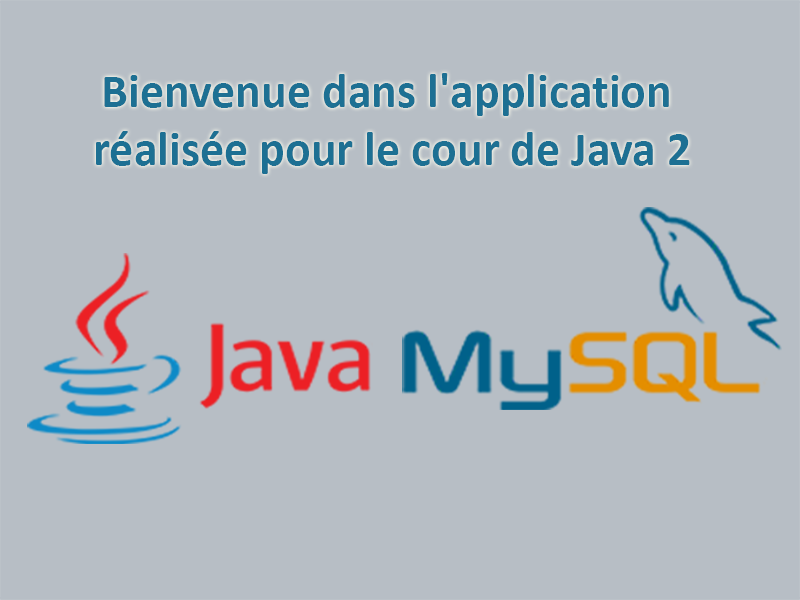 Bienvenue dans l'application
réalisée pour le cour de Java 2
Java MySQL